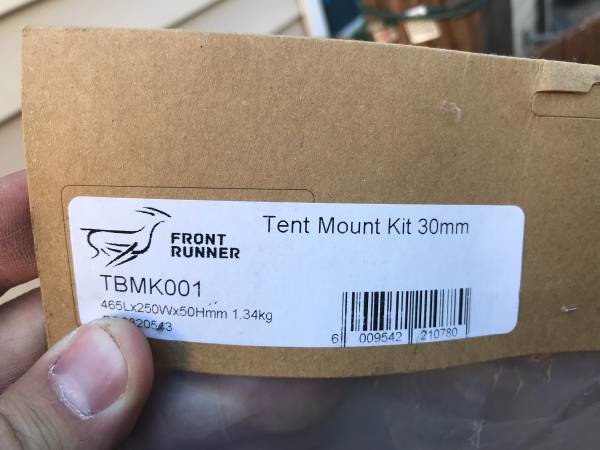 Tent Mount Kit 30mm
FRONT
RUNNER
TBMK001
465Lx250Wx50Hmm 1.34kg
6 009542 210780